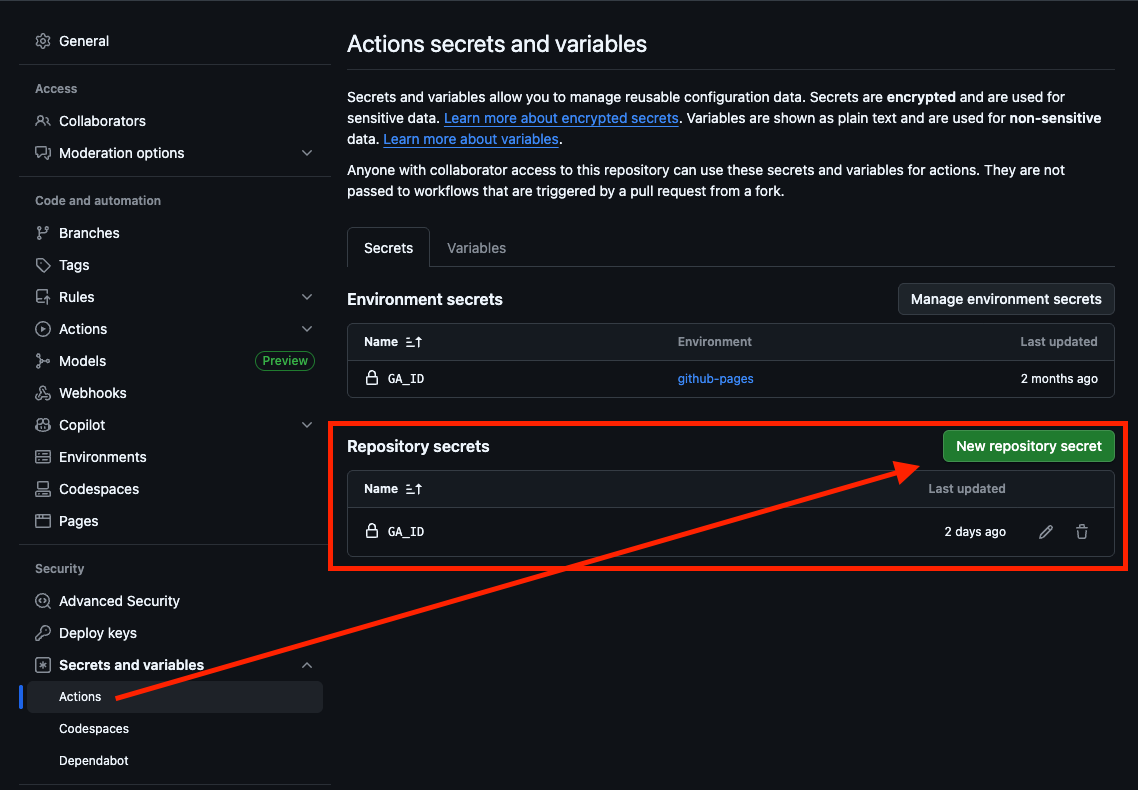 General
Access
Collaborators
Moderation options
Code and automation
Branches
Tags
Rules
Actions
Models Preview
Webhooks
Copilot
Environments
Codespaces
Pages
Security
Advanced Security
Deploy keys
Secrets and variables
Actions
Codespaces
Dependabot
Actions secrets and variables
Secrets and variables allow you to manage reusable configuration data. Secrets are encrypted and are used for
sensitive data. Learn more about encrypted secrets. Variables are shown as plain text and are used for non-sensitive
data. Learn more about variables.
Anyone with collaborator access to this repository can use these secrets and variables for actions. They are not
passed to workflows that are triggered by a pull request from a fork.
Secrets Variables
Environment secrets Manage environment secrets
Name Environment Last updated
GA_ID github-pages 2 months ago
Repository secrets New repository secret
Name Last updated
GA_ID 2 days ago